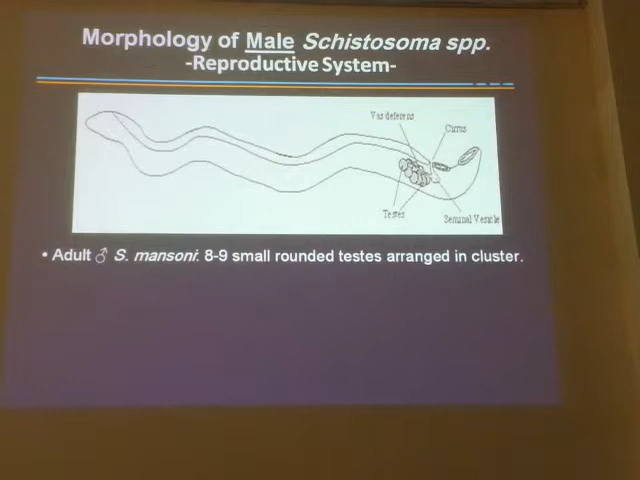 Morphology of Male Schistosoma spp.
-Reproductive System-
Vas deferens
Cirrus
Testes
Seminal Vesicle
• Adult ♂ S. mansoni: 8-9 small rounded testes arranged in cluster.